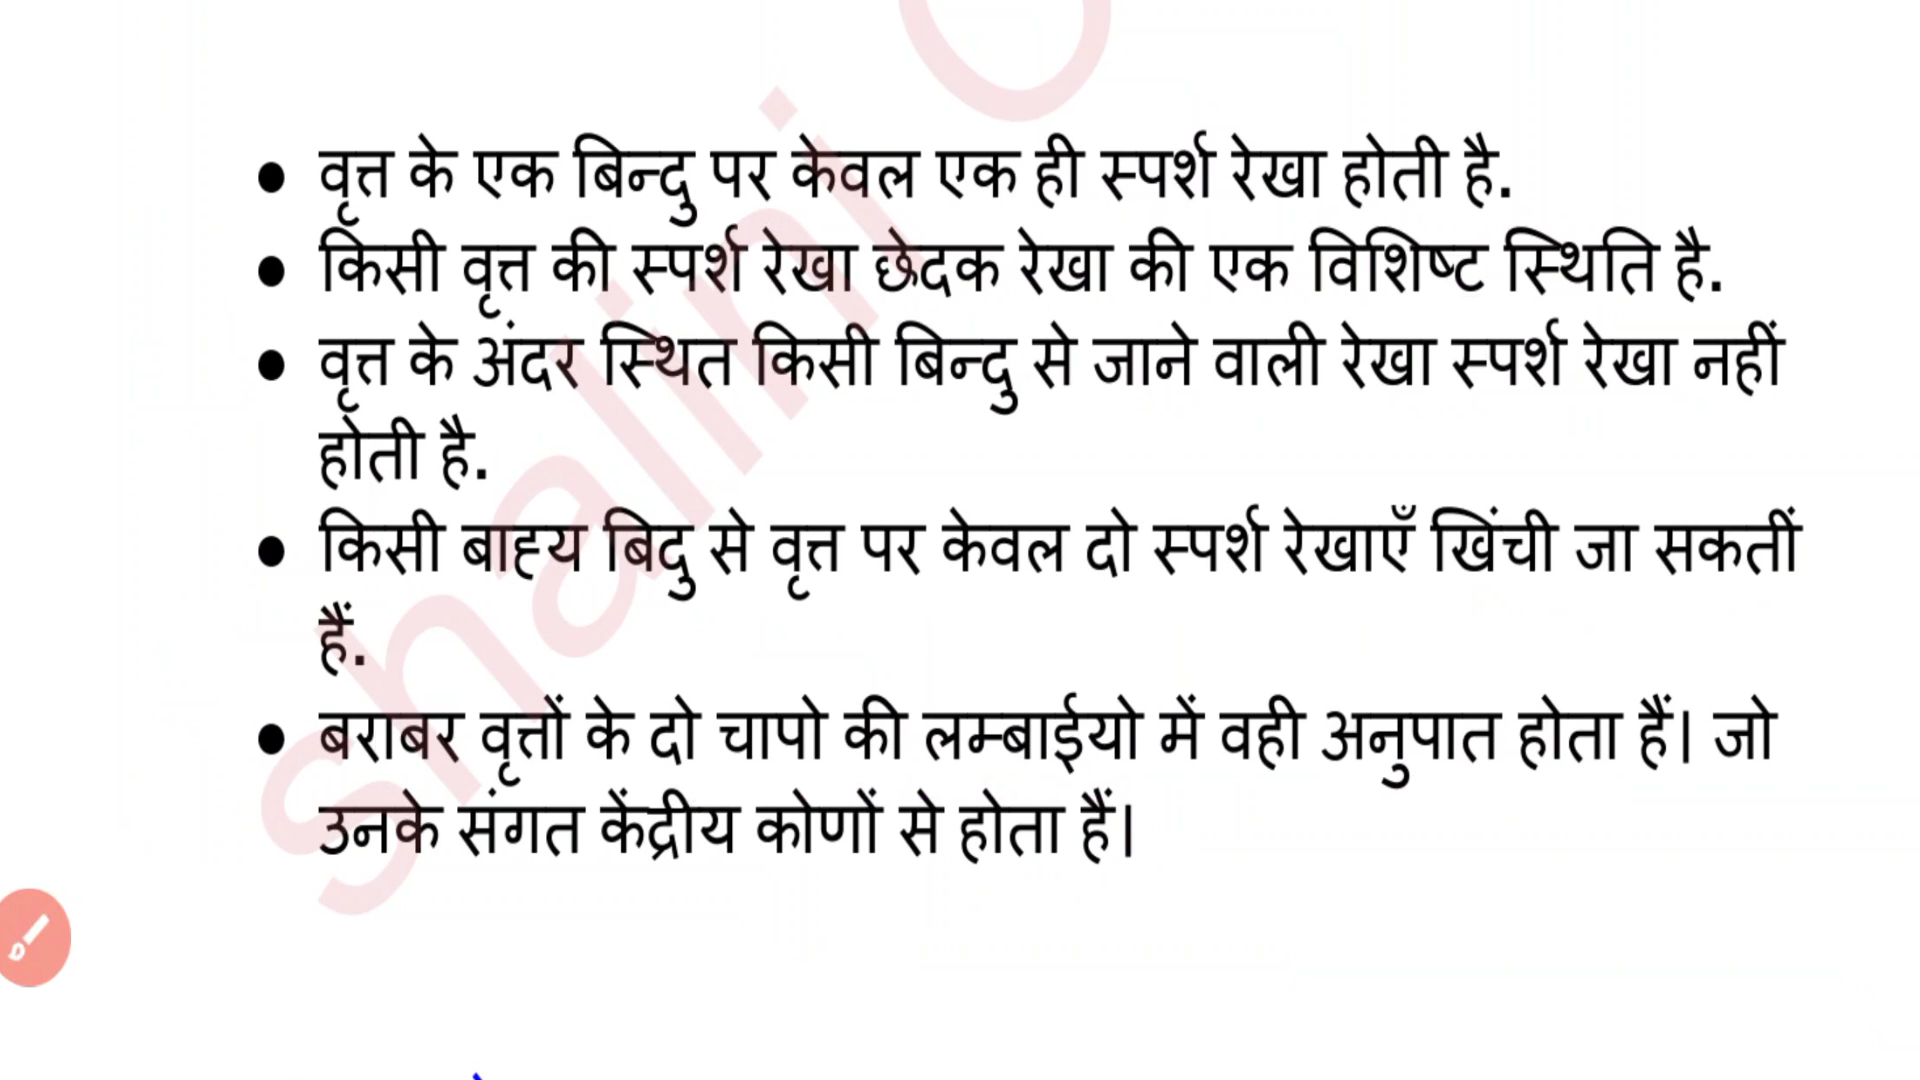 shalini
• वृत्त के एक बिन्दु पर केवल एक ही स्पर्श रेखा होती है.
• किसी वृत्त की स्पर्श रेखा छेदक रेखा की एक विशिष्ट स्थिति है.
• वृत्त के अंदर स्थित किसी बिन्दु से जाने वाली रेखा स्पर्श रेखा नहीं
होती है.
• किसी बाह्य बिदु से वृत्त पर केवल दो स्पर्श रेखाएँ खिंची जा सकतीं
हैं.
• बराबर वृत्तों के दो चापो की लम्बाईयो में वही अनुपात होता हैं। जो
उनके संगत केंद्रीय कोणों से होता हैं।